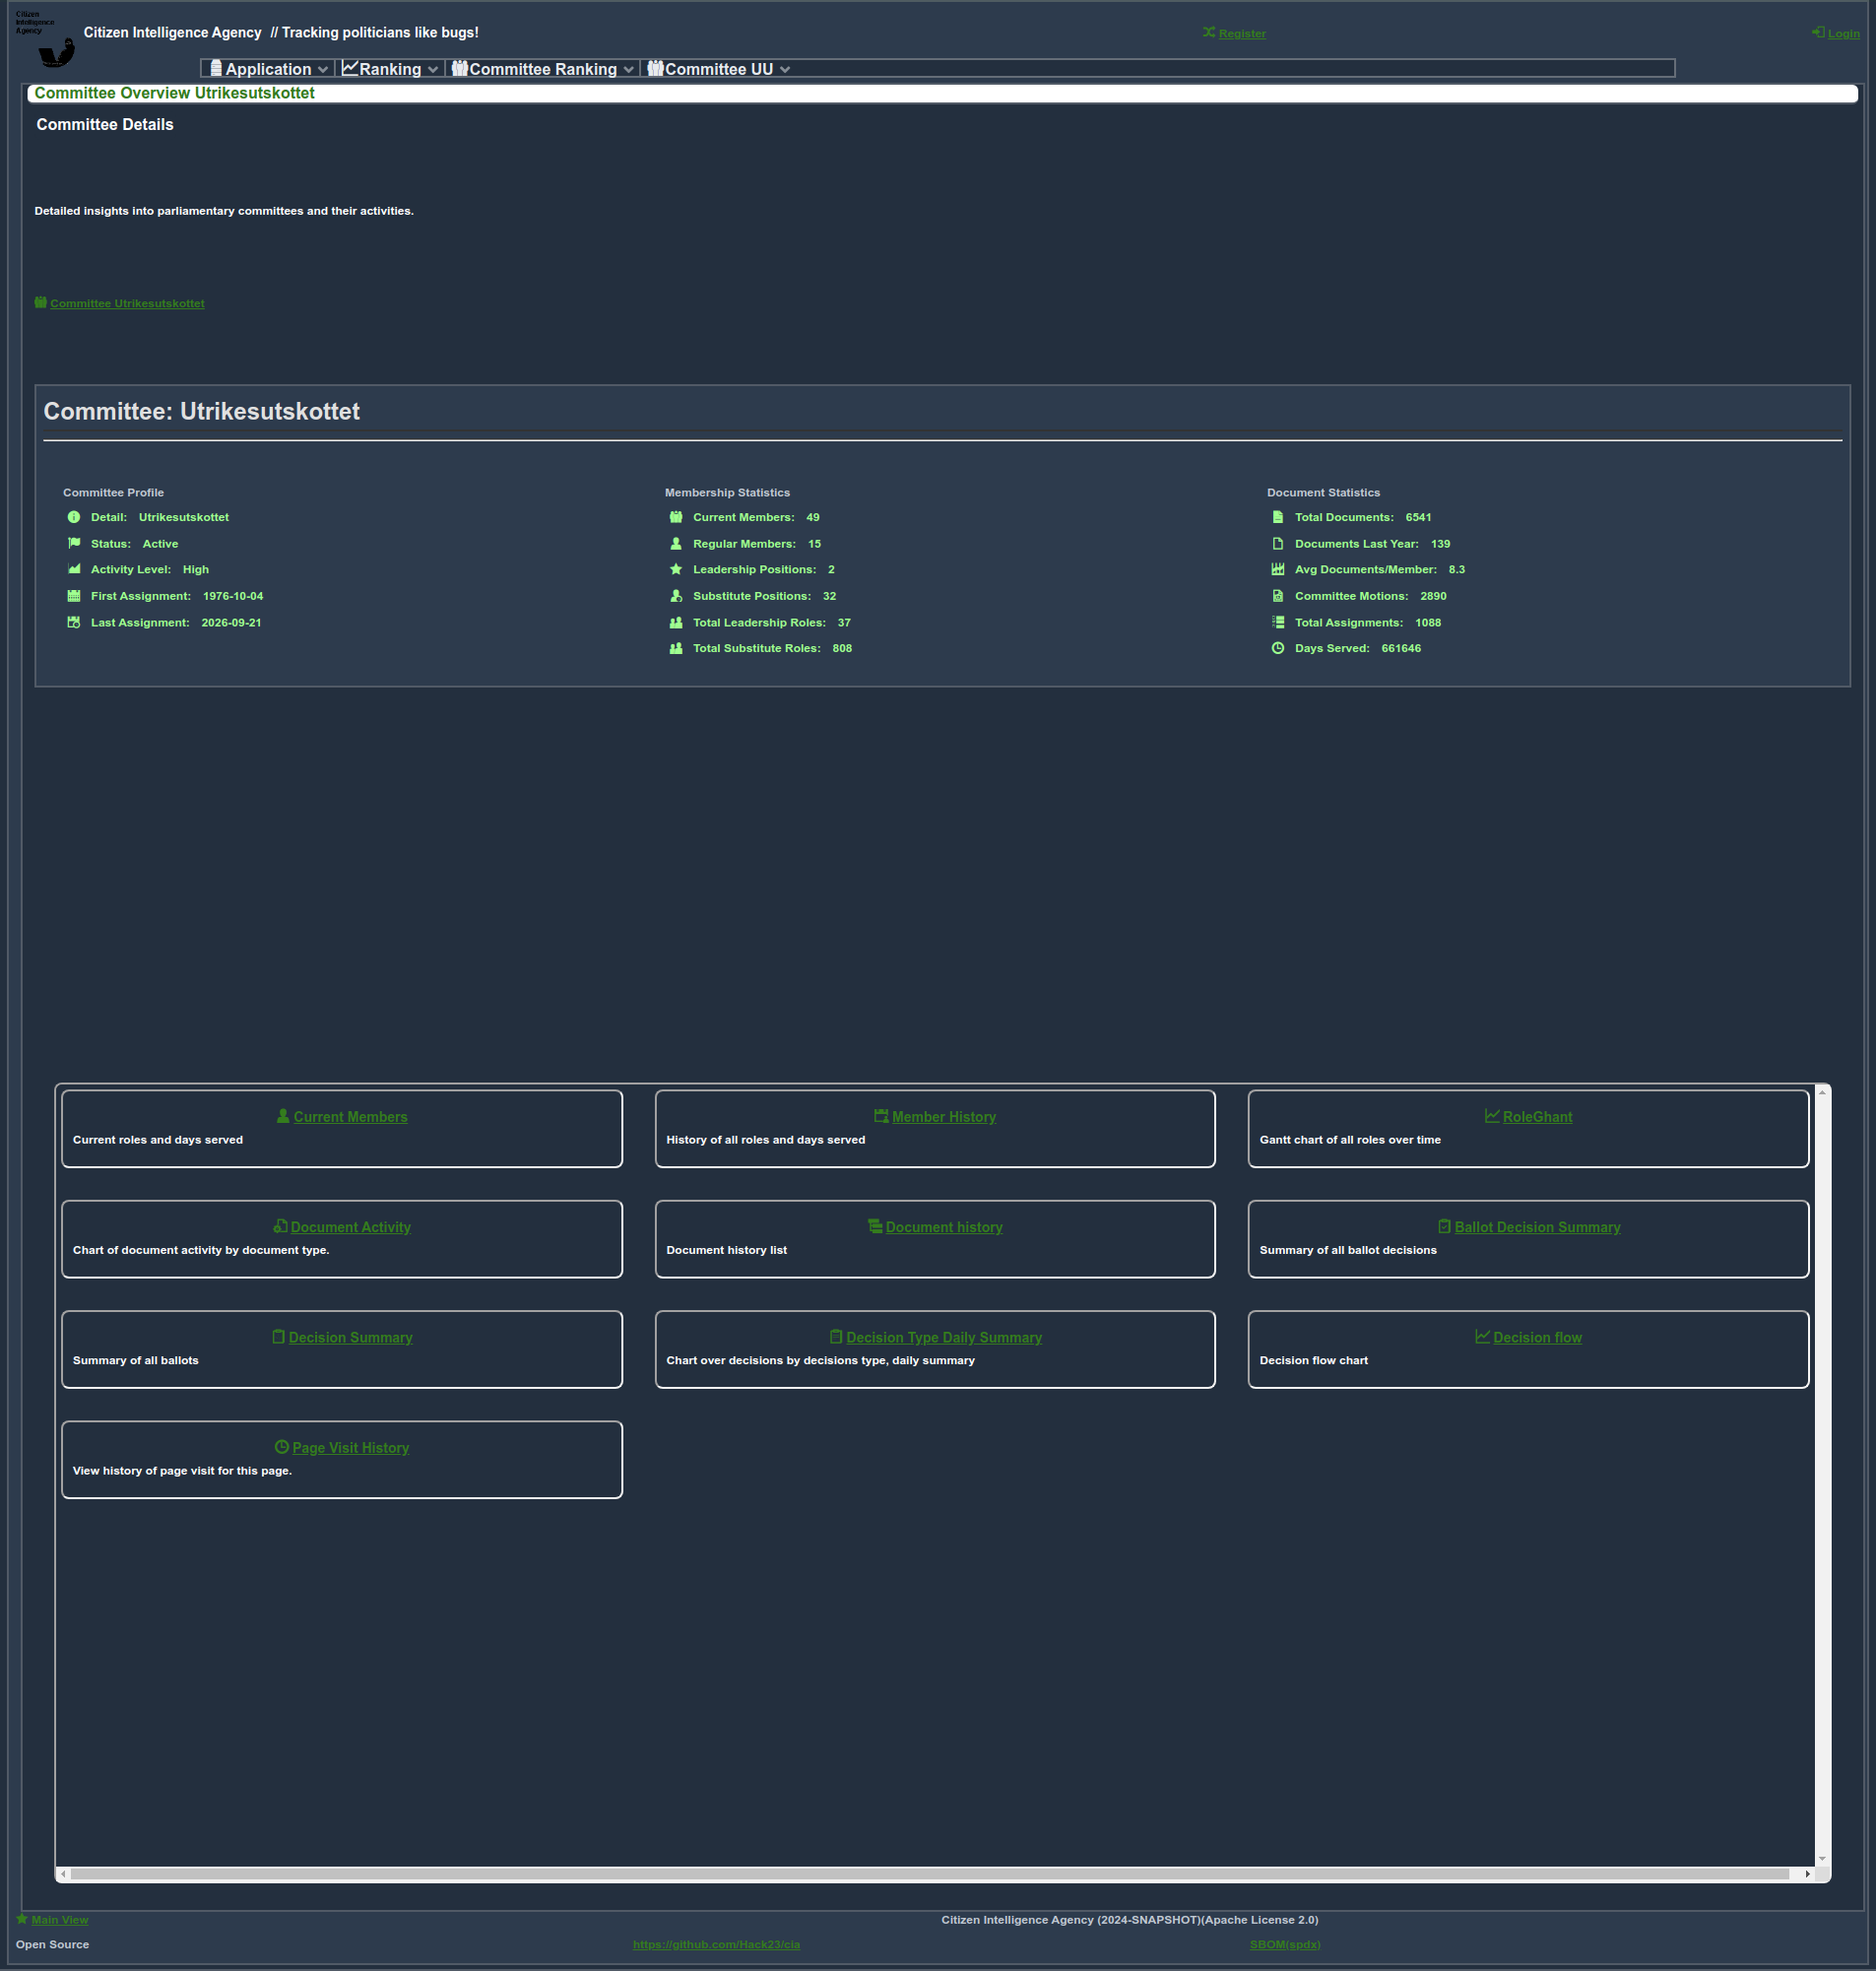 Citizen
Intelligence
Agency
Citizen Intelligence Agency // Tracking politicians like bugs!
Register
Login
Application
Ranking
Committee Ranking
Committee UU
Committee Overview Utrikesutskottet
Committee Details
Detailed insights into parliamentary committees and their activities.
Committee Utrikesutskottet
Committee: Utrikesutskottet
Committee Profile
Detail: Utrikesutskottet
Status: Active
Activity Level: High
First Assignment: 1976-10-04
Last Assignment: 2026-09-21
Membership Statistics
Current Members: 49
Regular Members: 15
Leadership Positions: 2
Substitute Positions: 32
Total Leadership Roles: 37
Total Substitute Roles: 808
Document Statistics
Total Documents: 6541
Documents Last Year: 139
Avg Documents/Member: 8.3
Committee Motions: 2890
Total Assignments: 1088
Days Served: 661646
Current Members
Current roles and days served
Member History
History of all roles and days served
RoleGhant
Gantt chart of all roles over time
Document Activity
Chart of document activity by document type.
Document history
Document history list
Ballot Decision Summary
Summary of all ballot decisions
Decision Summary
Summary of all ballots
Decision Type Daily Summary
Chart over decisions by decisions type, daily summary
Decision flow
Decision flow chart
Page Visit History
View history of page visit for this page.
Main View
Citizen Intelligence Agency (2024-SNAPSHOT)(Apache License 2.0)
Open Source
https://github.com/Hack23/cia
SBOM(spdx)